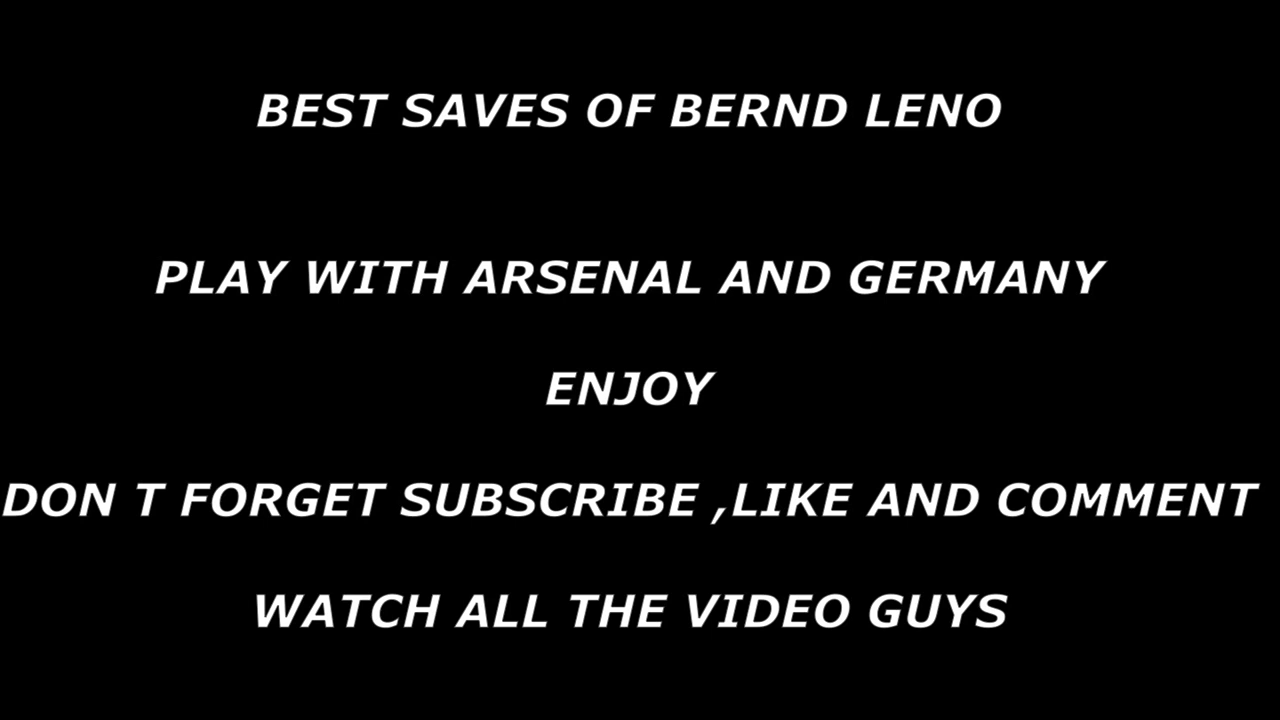 BEST SAVES OF BERND LENO
PLAY WITH ARSENAL AND GERMANY
ENJOY
DON T FORGET SUBSCRIBE ,LIKE AND COMMENT
WATCH ALL THE VIDEO GUYS